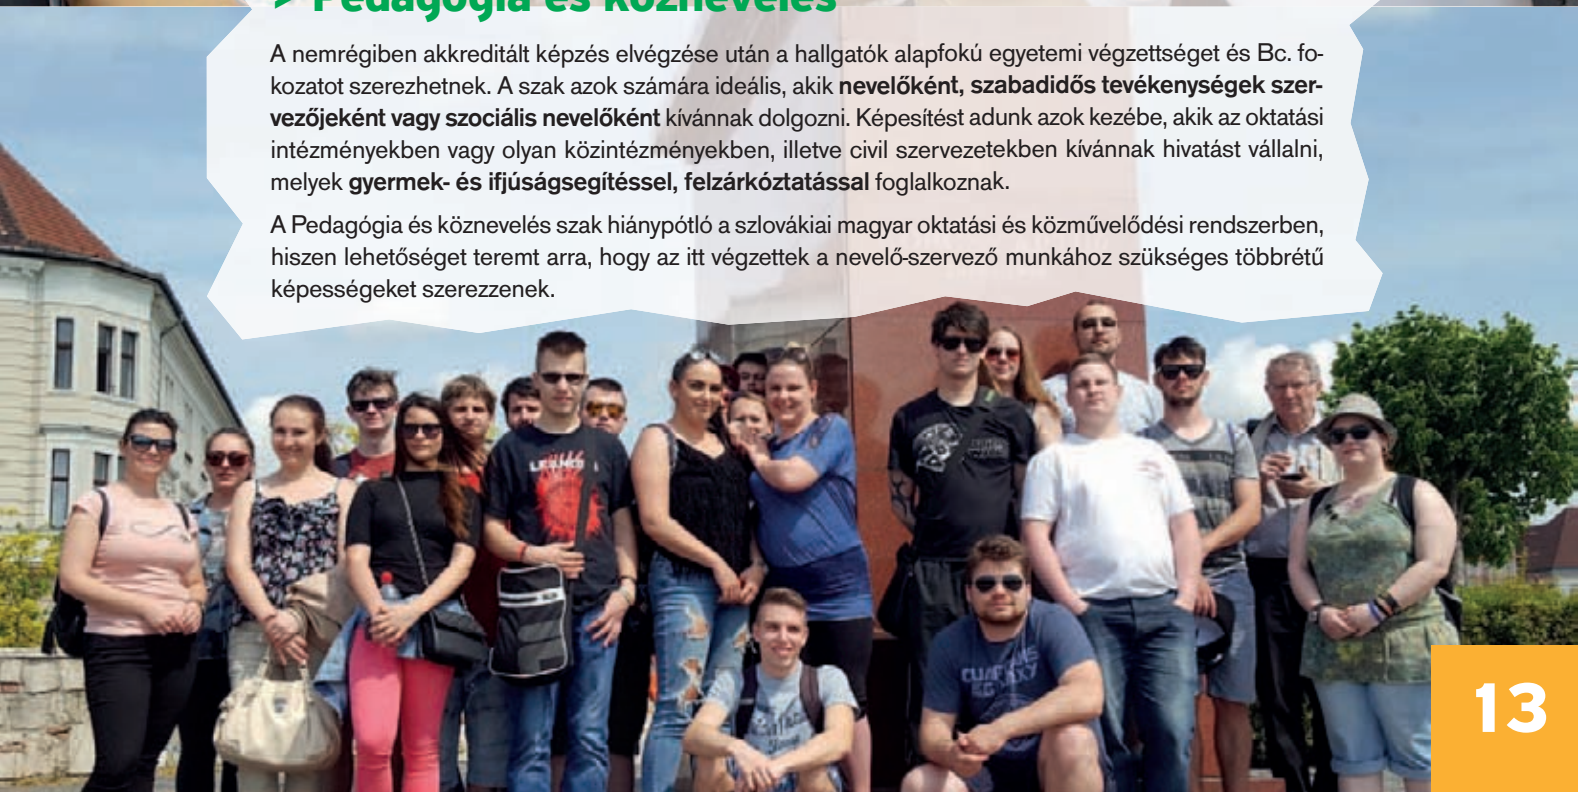 > Pedagógia és köznevelés
A nemrégiben akkreditált képzés elvégzése után a hallgatók alapfokú egyetemi végzettséget és Bc. fo-
kozatot szerezhetnek. A szak azok számára ideális, akik nevelőként, szabadidős tevékenységek szer-
vezőjeként vagy szociális nevelőként kívánnak dolgozni. Képesítést adunk azok kezébe, akik az oktatási
intézményekben vagy olyan közintézményekben, illetve civil szervezetekben kívánnak hivatást vállalni,
melyek gyermek- és ifjúságsegítéssel, felzárkóztatással foglalkoznak.
A Pedagógia és köznevelés szak hiánypótló a szlovákiai magyar oktatási és közművelődési rendszerben,
hiszen lehetőséget teremt arra, hogy az itt végzettek a nevelő-szervező munkához szükséges többrétű
képességeket szerezzenek.
13